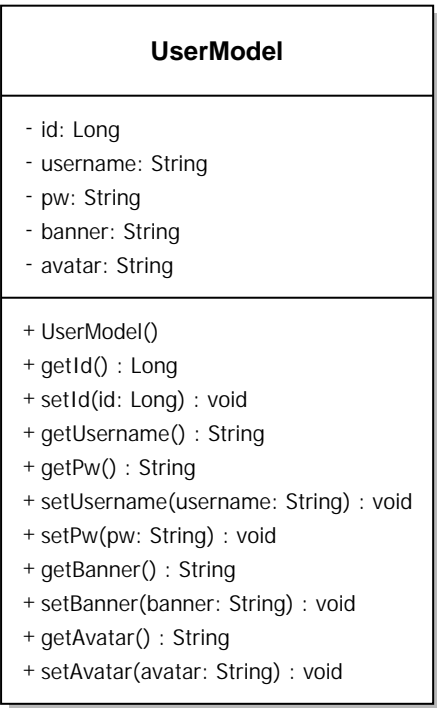 UserModel
- id: Long
- username: String
- pw: String
- banner: String
- avatar: String
+ UserModel()
+ getId() : Long
+ setId(id: Long) : void
+ getUsername() : String
+ getPw() : String
+ setUsername(username: String) : void
+ setPw(pw: String) : void
+ getBanner() : String
+ setBanner(banner: String) : void
+ getAvatar() : String
+ setAvatar(avatar: String) : void